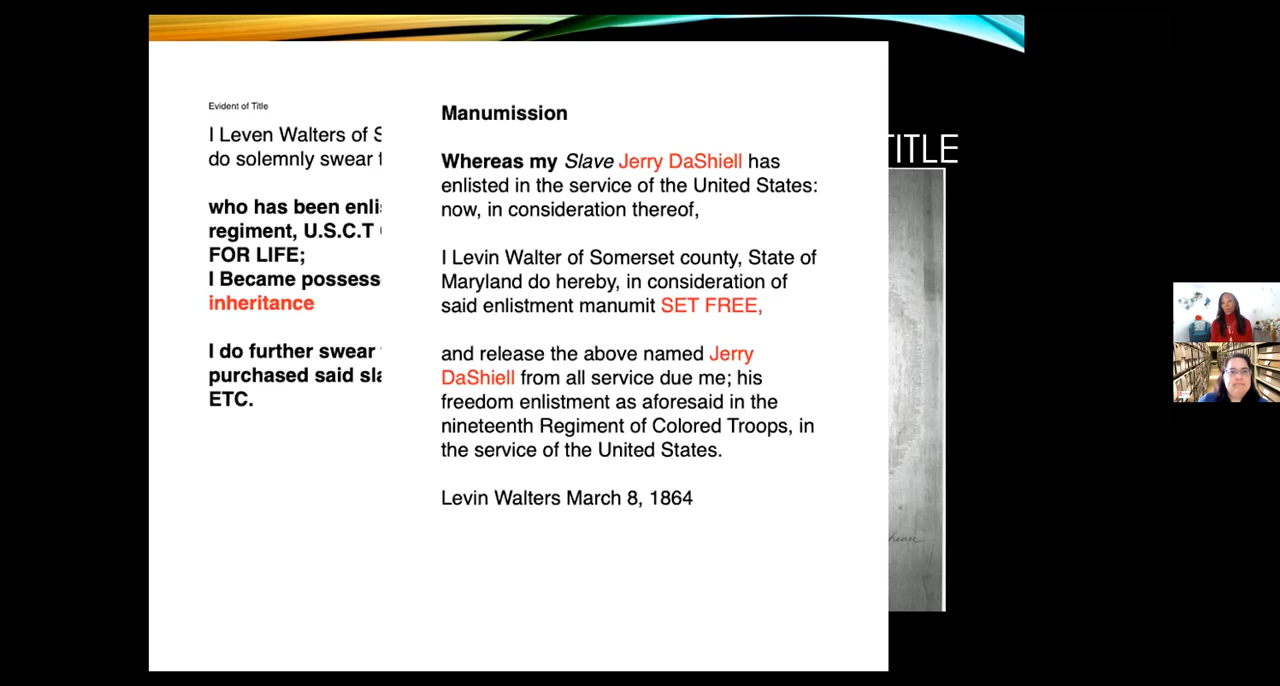 TITLE
Evident of Title
I Leven Walters of
do solemnly swear
who has been
regiment, U.S.C.T
FOR LIFE;
I Became
inheritance
I do further swear
purchased said
ETC.
Manumission
Whereas my Slave Jerry DaShiell has
enlisted in the service of the United States:
now, in consideration thereof,
I Levin Walter of Somerset county, State of
Maryland do hereby, in consideration of
said enlistment manumit SET FREE,
and release the above named Jerry
DaShiell from all service due me; his
freedom enlistment as aforesaid in the
nineteenth Regiment of Colored Troops, in
the service of the United States.
Levin Walters March 8, 1864